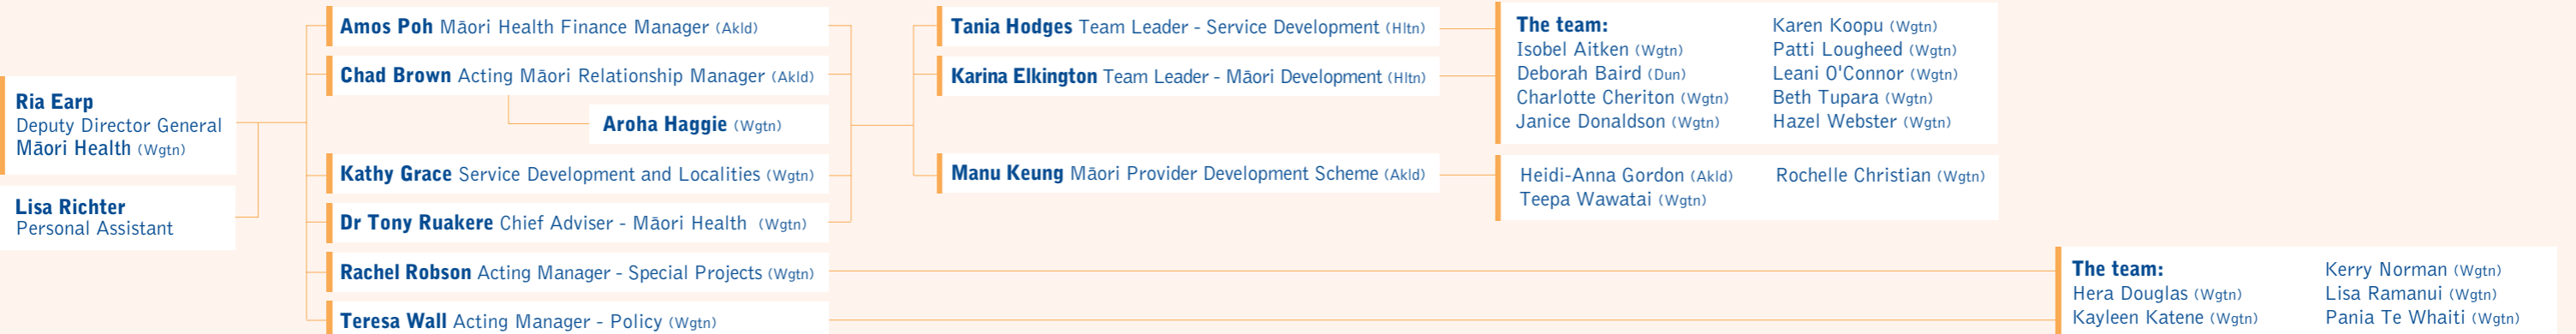 Ria Earp
Deputy Director General
Māori Health (Wgtn)
Lisa Richter
Personal Assistant
Amos Poh Māori Health Finance Manager (Akld)
Chad Brown Acting Māori Relationship Manager (Akld)
Aroha Haggie (Wgtn)
Kathy Grace Service Development and Localities (Wgtn)
Dr Tony Ruakere Chief Adviser - Māori Health (Wgtn)
Rachel Robson Acting Manager - Special Projects (Wgtn)
Teresa Wall Acting Manager - Policy (Wgtn)
Tania Hodges Team Leader - Service Development (Hltn)
Karina Elkington Team Leader - Māori Development (Hltn)
Manu Keung Māori Provider Development Scheme (Akld)
The team:
Isobel Aitken (Wgtn)
Deborah Baird (Dun)
Charlotte Cheriton (Wgtn)
Janice Donaldson (Wgtn)
Karen Koopu (Wgtn)
Patti Lougheed (Wgtn)
Leani O'Connor (Wgtn)
Beth Tupara (Wgtn)
Hazel Webster (Wgtn)
Heidi-Anna Gordon (Akld)
Teepa Wawatai (Wgtn)
Rochelle Christian (Wgtn)
The team:
Hera Douglas (Wgtn)
Kayleen Katene (Wgtn)
Kerry Norman (Wgtn)
Lisa Ramanui (Wgtn)
Pania Te Whaiti (Wgtn)